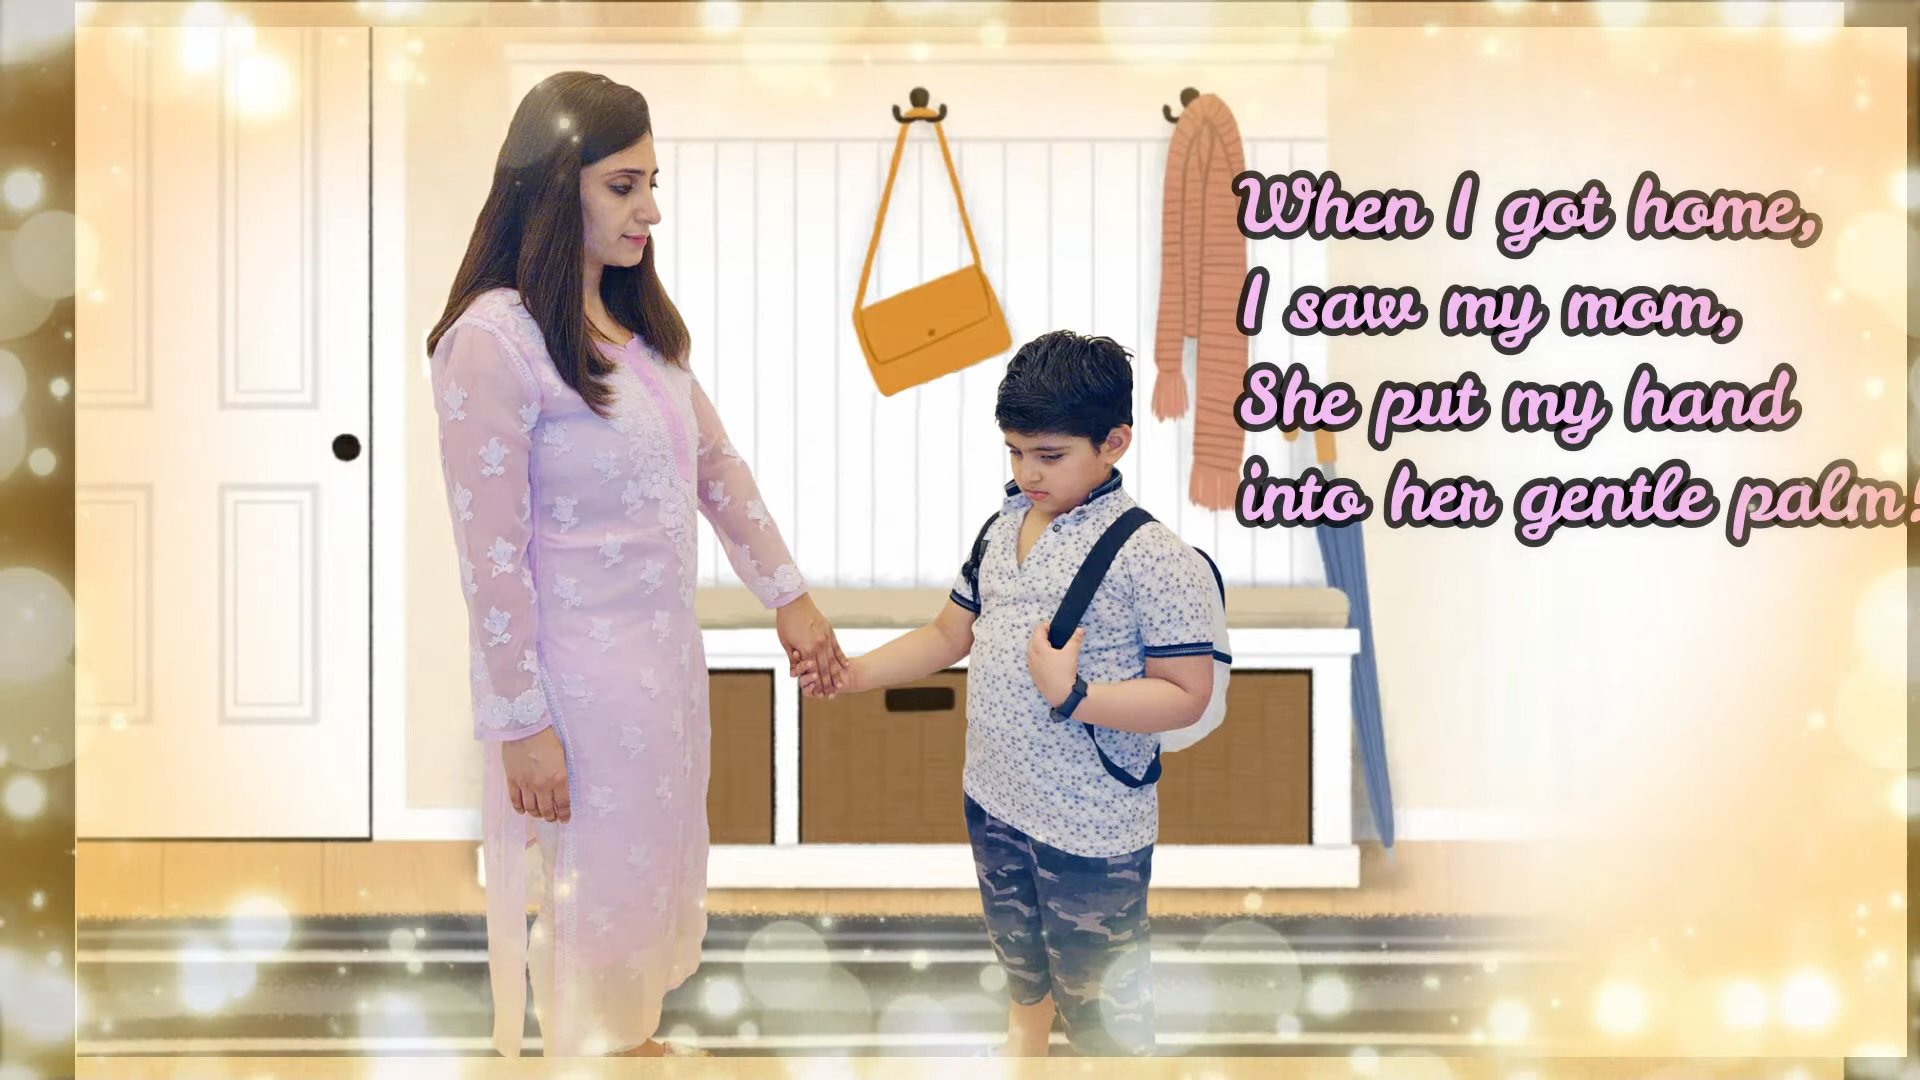 When I got home,
I saw my mom,
She put my hand
into her gentle palm!